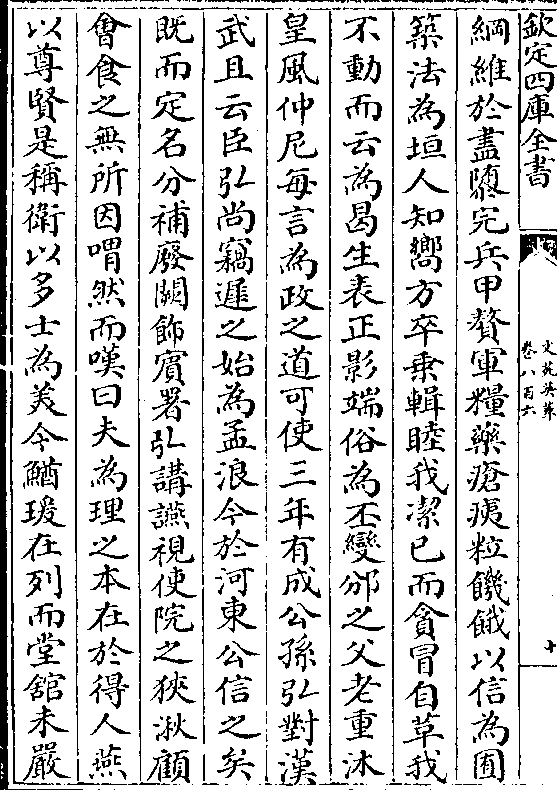 欽定四庫全書
文苑英華
卷八百六
十
綱維於盡隳完兵甲贅軍糧藥瘡痍粒饑餓以信為囿
築法為垣人知嚮方卒乗輯睦我潔已而貪冒自革我
不動而云為曷生表正影端俗為丕變邠之父老重沐
皇風仲尼每言為政之道可使三年有成公孫弘對漢
武且云臣弘尚竊遲之始為孟浪今於河東公信之矣
既而定名分補廢闕飾賓署弘講讌視使院之狹湫顧
㑹食之無所因喟然而嘆曰夫為理之本在於得人燕
以尊賢是稱衛以多士為美今鰌瑗在列而堂舘未嚴